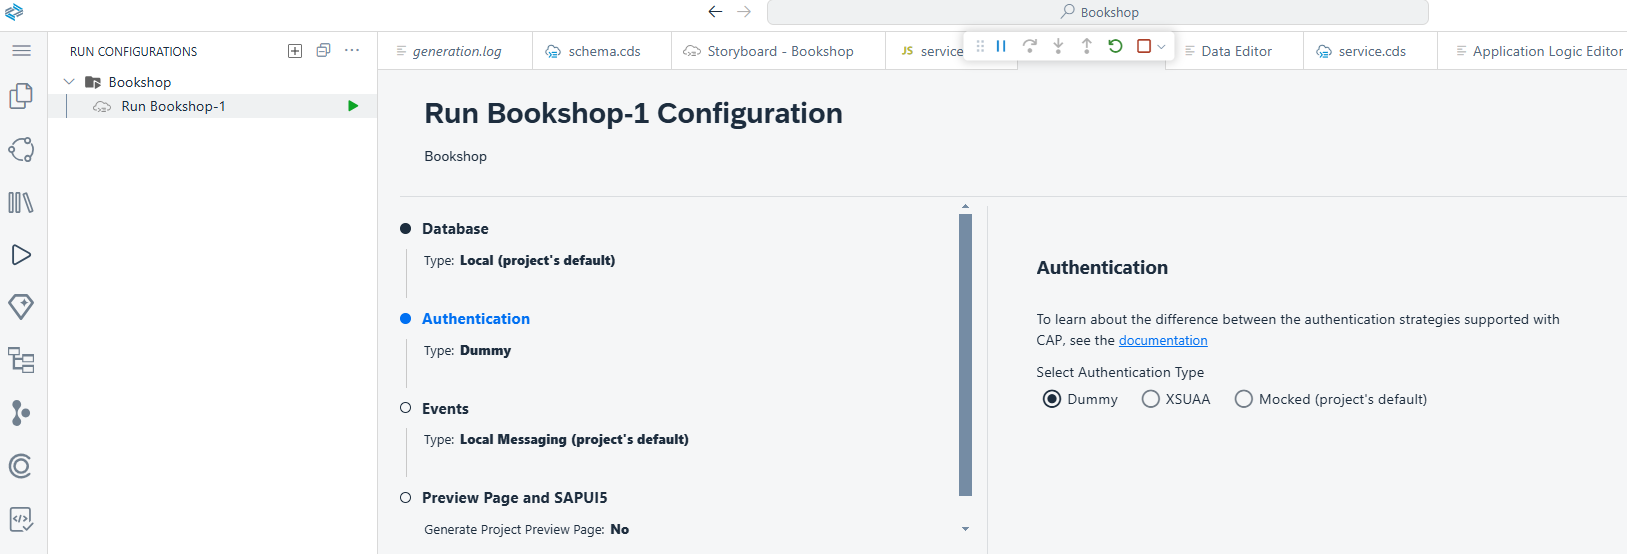 Bookshop
RUN CONFIGURATIONS
Bookshop
Run Bookshop-1
generation.log
schema.cds
Storyboard - Bookshop
JS service
Data Editor
service.cds
Application Logic Editor
Run Bookshop-1 Configuration
Bookshop
Database
Type: Local (project's default)
Authentication
Type: Dummy
Events
Type: Local Messaging (project's default)
Preview Page and SAPUI5
Generate Project Preview Page: No
Authentication
To learn about the difference between the authentication strategies supported with
CAP, see the documentation
Select Authentication Type
Dummy XSUAA Mocked (project's default)